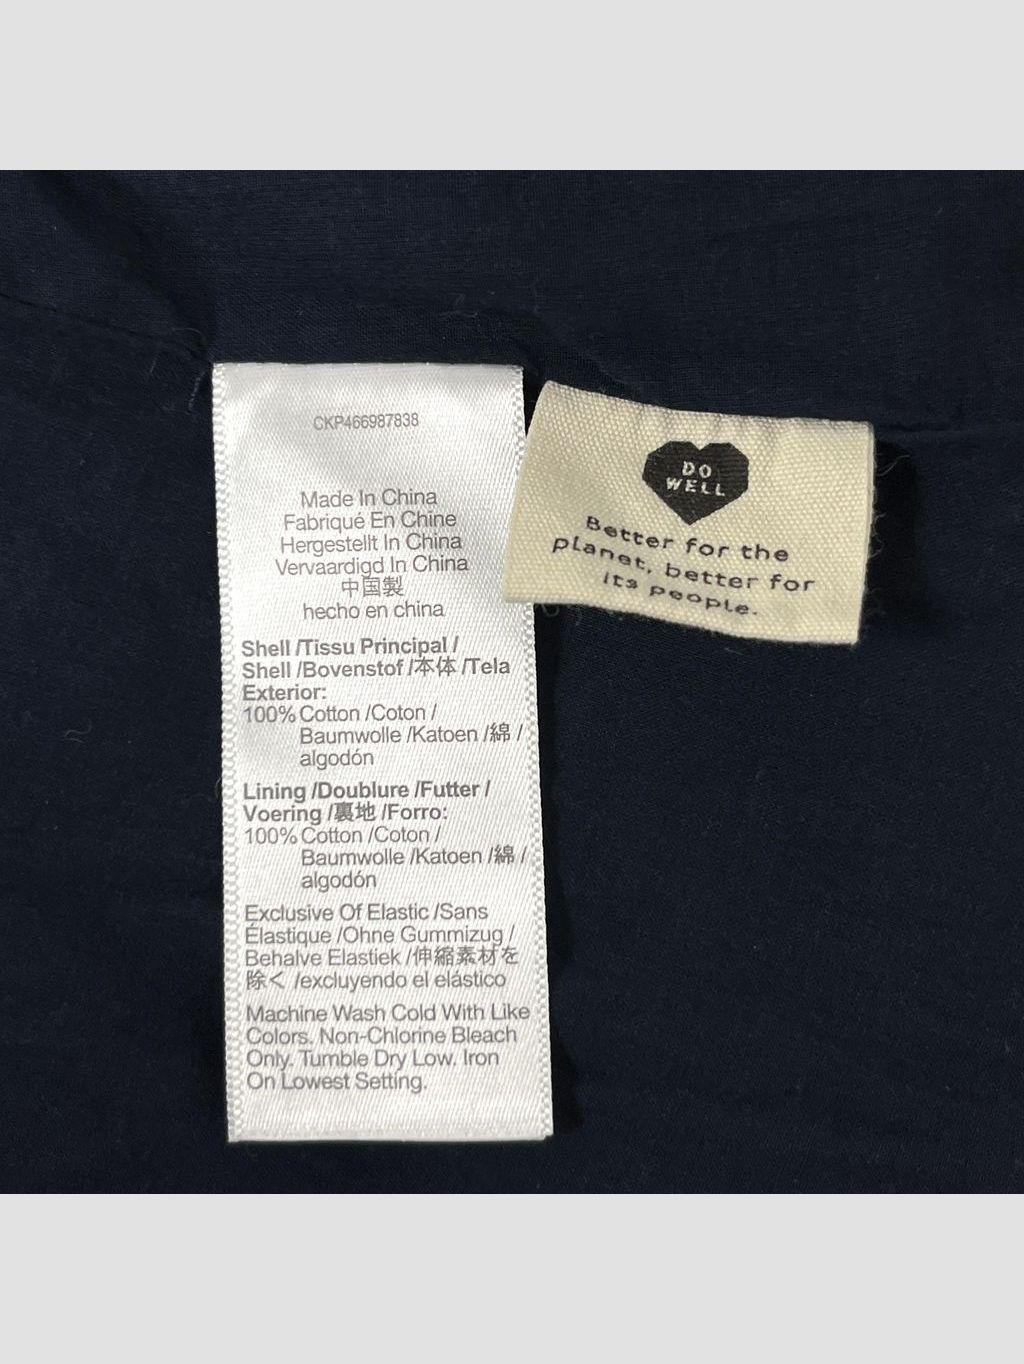 CKP466987838
Made In China
Fabriqué En Chine
Hergestellt In China
Vervaardigd In China
中国製
hecho en china
Shell /Tissu Principal /
Shell /Bovenstof /本体 /Tela
Exterior:
100% Cotton /Coton /
Baumwolle /Katoen /綿 /
algodón
Lining /Doublure /Futter /
Voering /裏地 /Forro:
100% Cotton /Coton /
Baumwolle /Katoen /綿 /
algodón
Exclusive Of Elastic /Sans
Élastique /Ohne Gummizug /
Behalve Elastiek /伸縮素材を
除く /excluyendo el elástico
Machine Wash Cold With Like
Colors. Non-Chlorine Bleach
Only. Tumble Dry Low. Iron
On Lowest Setting.
DO
WELL
Better for the
planet, better for
its people.